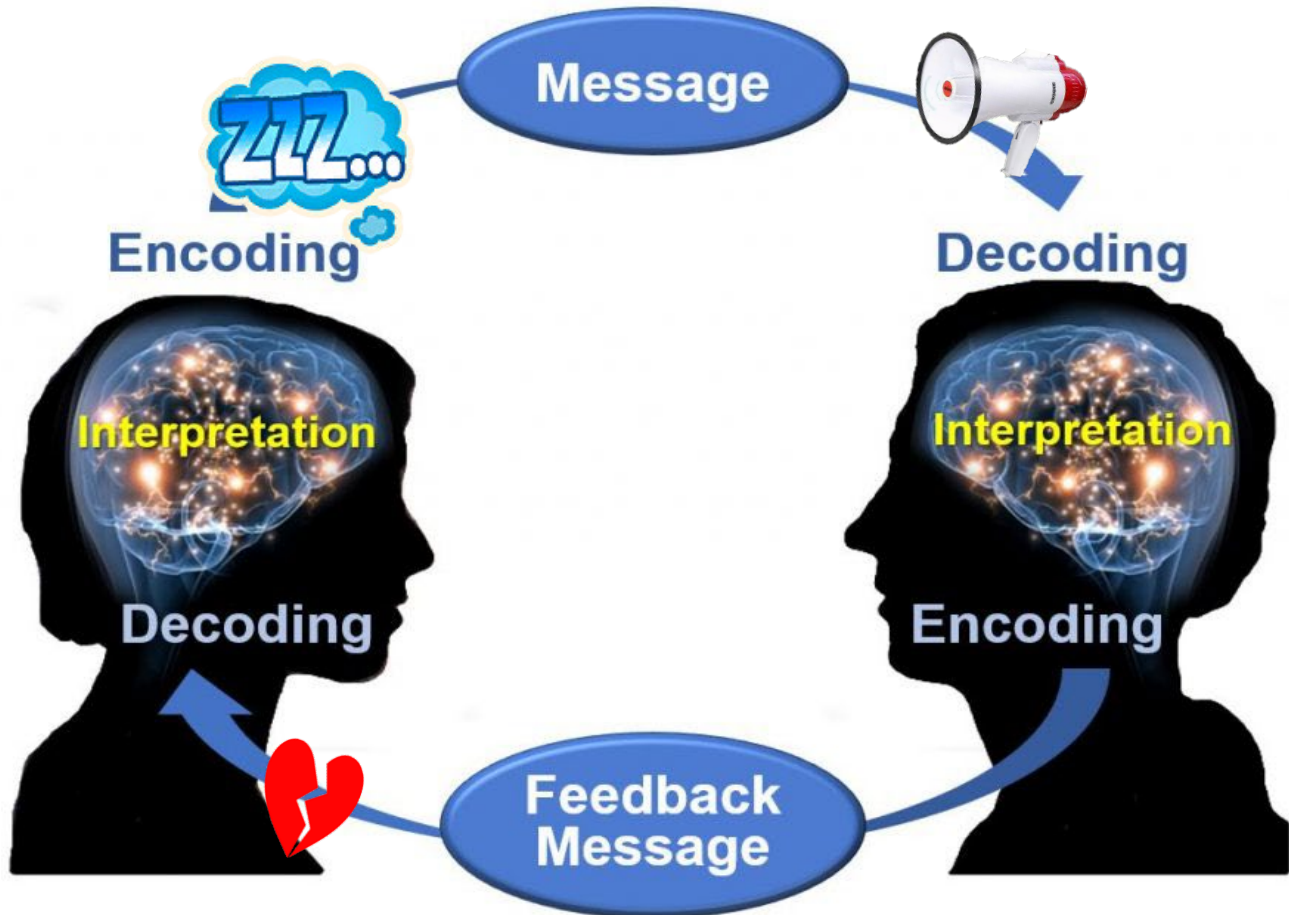 Message
ZZZ...
Encoding
Decoding
Interpretation
Interpretation
Decoding
Encoding
Feedback
Message